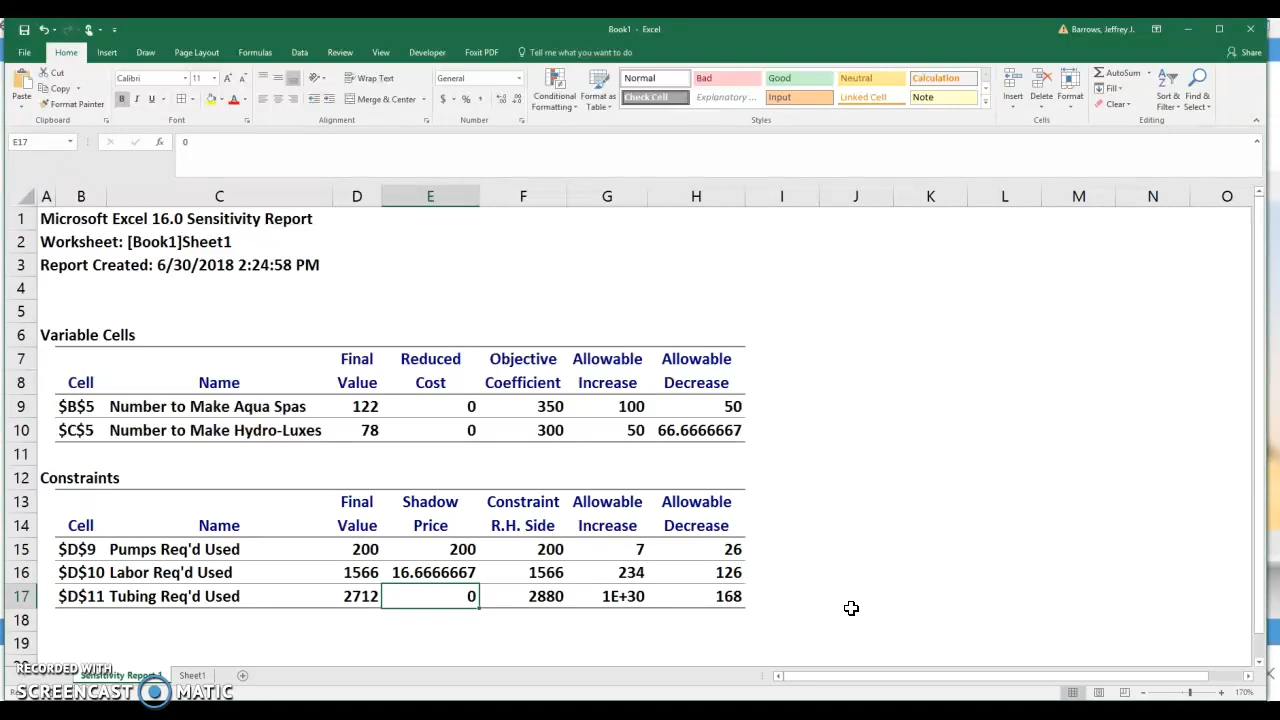 Book1 - Excel
Barrows, Jeffrey J.
File Home Insert Draw Page Layout Formulas Data Review View Developer Foxit PDF Tell me what you want to do Share
Paste Cut Copy Format Painter Clipboard
Calibri 11 B I U Font
Wrap Text Merge & Center Alignment
General $ % , Number
Conditional Formatting Format as Table
Normal Bad Good Neutral Calculation
Check Cell Explanatory ... Input Linked Cell Note
Styles
Insert Delete Format Cells
AutoSum Fill Clear Sort & Filter Find & Select Editing
E17 fx 0
A B C D E F G H I J K L M N O
1 Microsoft Excel 16.0 Sensitivity Report
2 Worksheet: [Book1]Sheet1
3 Report Created: 6/30/2018 2:24:58 PM
4
5
6 Variable Cells
7 Final Reduced Objective Allowable Allowable
8 Cell Name Value Cost Coefficient Increase Decrease
9 $B$5 Number to Make Aqua Spas 122 0 350 100 50
10 $C$5 Number to Make Hydro-Luxes 78 0 300 50 66.6666667
11
12 Constraints
13 Final Shadow Constraint Allowable Allowable
14 Cell Name Value Price R.H. Side Increase Decrease
15 $D$9 Pumps Req'd Used 200 200 200 7 26
16 $D$10 Labor Req'd Used 1566 16.6666667 1566 234 126
17 $D$11 Tubing Req'd Used 2712 0 2880 1E+30 168
18
19
RECORDED WITH
Sensitivity Report 1 Sheet1
SCREENCAST MATIC
170%